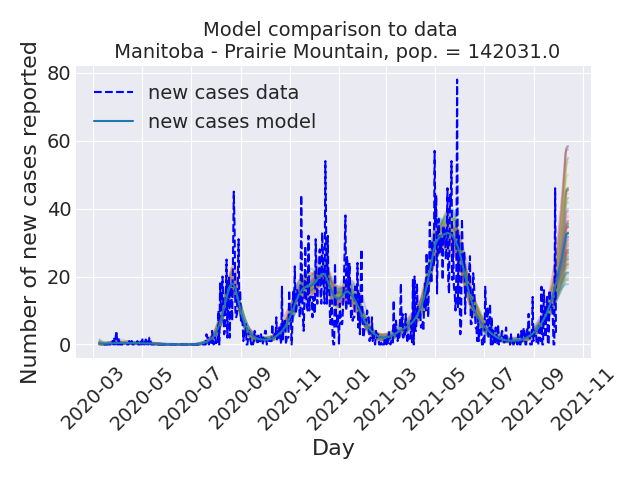 Model comparison to data
Manitoba - Prairie Mountain, pop. = 142031.0
Number of new cases reported
80
60
40
20
0
new cases data
new cases model
2020-03
2020-05
2020-07
2020-09
2020-11
2021-01
2021-03
2021-05
2021-07
2021-09
2021-11
Day